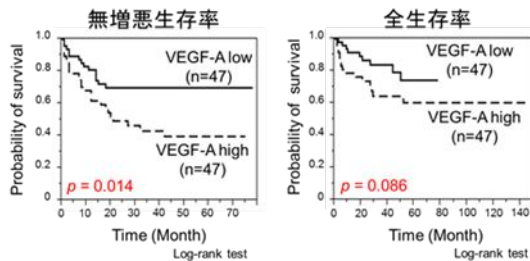 無増悪生存率
Probability of survival
1.0
0.8
0.6
0.4
0.2
0
VEGF-A low
(n=47)
VEGF-A high
(n=47)
p = 0.014
0 10 20 30 40 50 60 70
Time (Month)
Log-rank test
全生存率
Probability of survival
1.0
0.8
0.6
0.4
0.2
0
VEGF-A low
(n=47)
VEGF-A high
(n=47)
p = 0.086
0 20 40 60 80 100 120 140
Time (Month)
Log-rank test